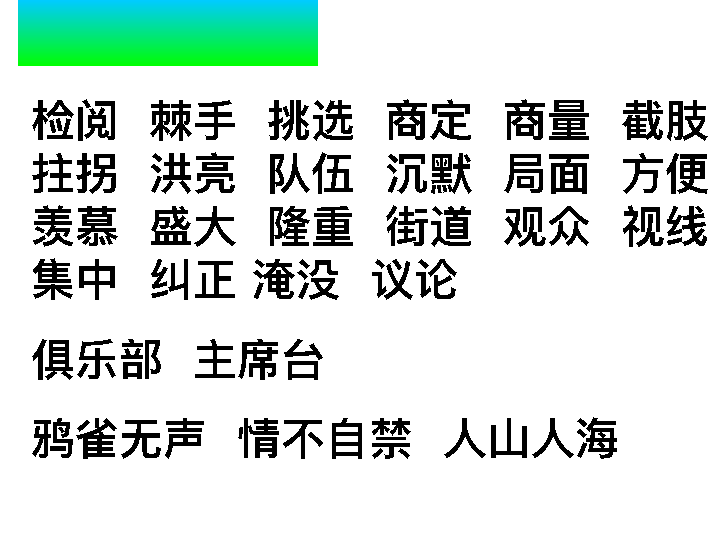 检阅 棘手 挑选 商定 商量 截肢
拄拐 洪亮 队伍 沉默 局面 方便
羡慕 盛大 隆重 街道 观众 视线
集中 纠正 淹没 议论
俱乐部 主席台
鸦雀无声 情不自禁 人山人海